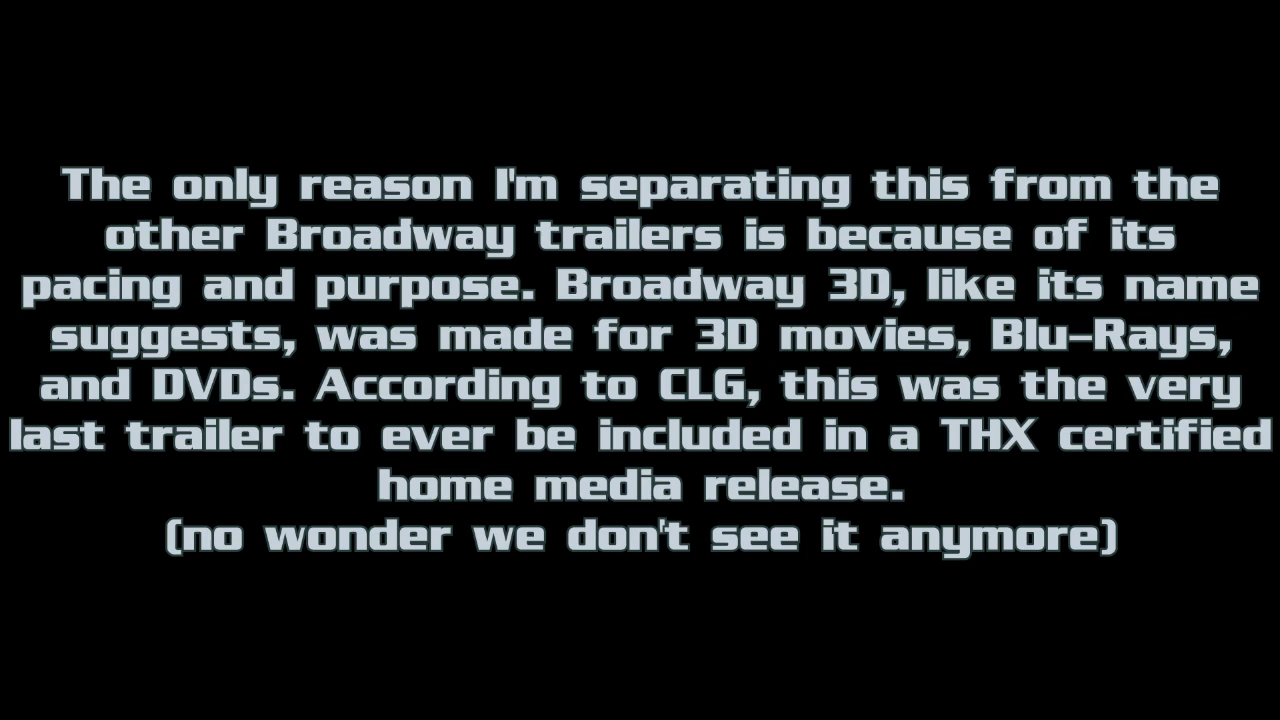 The only reason I'm separating this from the
other Broadway trailers is because of its
pacing and purpose. Broadway 3D, like its name
suggests, was made for 3D movies, Blu-Rays,
and DVDs. According to CLG, this was the very
last trailer to ever be included in a THX certified
home media release.
(no wonder we don't see it anymore)